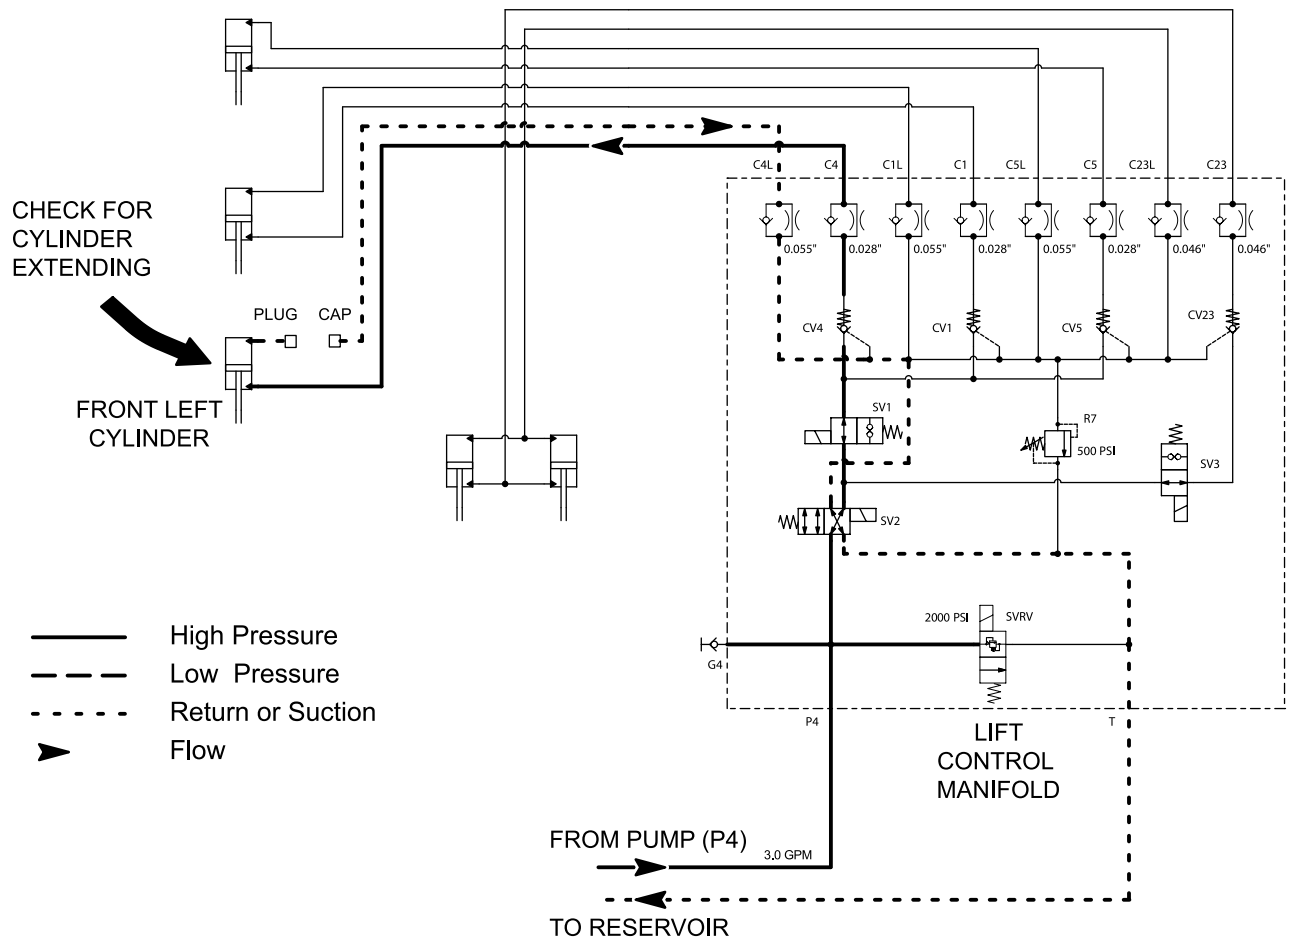 C4L C4 C1L C1 C5L C5 C23L C23
CHECK FOR
CYLINDER
EXTENDING
0.055" 0.028" 0.055" 0.028" 0.055" 0.028" 0.046" 0.046"
PLUG CAP
CV4 CV1 CV5 CV23
FRONT LEFT
CYLINDER
SV1
R7
500 PSI
SV3
SV2
2000 PSI SVRV
G4
High Pressure
Low Pressure
Return or Suction
Flow
P4 T
LIFT
CONTROL
MANIFOLD
FROM PUMP (P4)
3.0 GPM
TO RESERVOIR